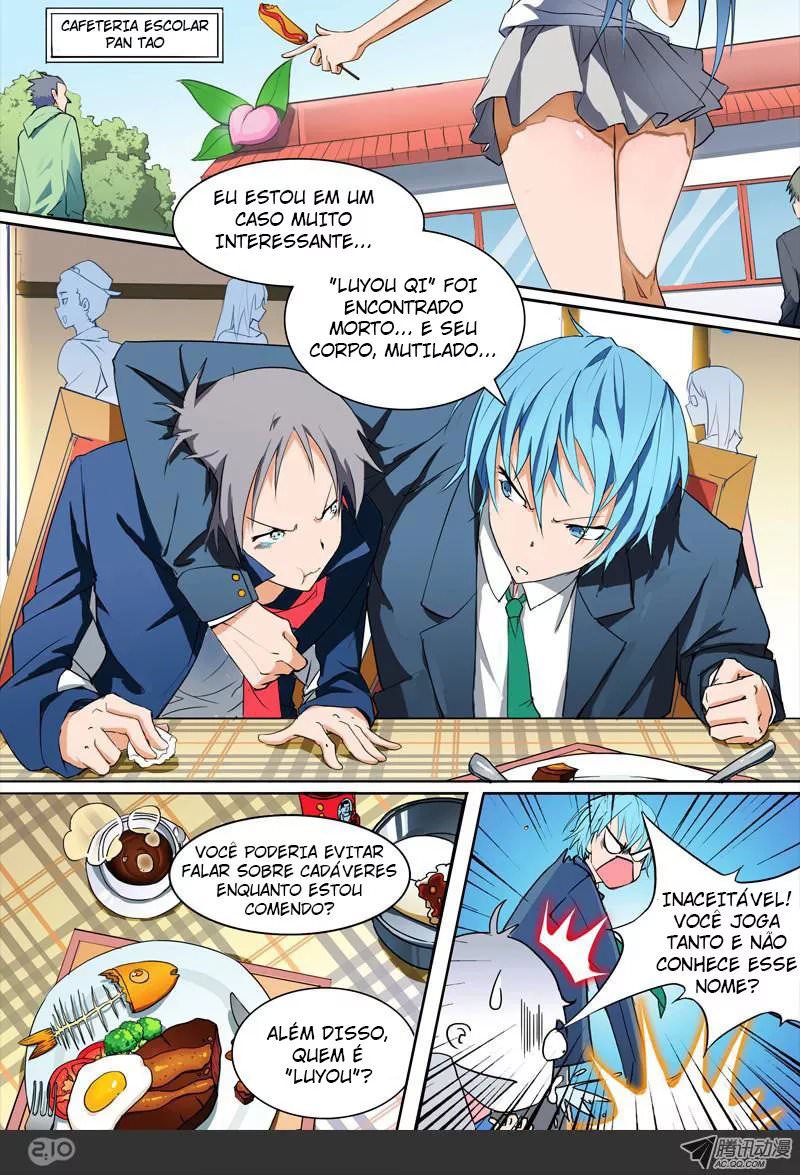 CAFETERIA ESCOLAR
PAN TAO
EU ESTOU EM UM
CASO MUITO
INTERESSANTE...
"LUYOU QI" FOI
ENCONTRADO
MORTO... E SEU
CORPO, MUTILADO...
VOCÊ PODERIA EVITAR
FALAR SOBRE CADÁVERES
ENQUANTO ESTOU
COMENDO?
ALÉM DISSO,
QUEM É
"LUYOU"?
INACEITÁVEL!
VOCÊ JOGA
TANTO E NÃO
CONHECE ESSE
NOME?
2,10
腾讯动漫
AC.QQ.COM